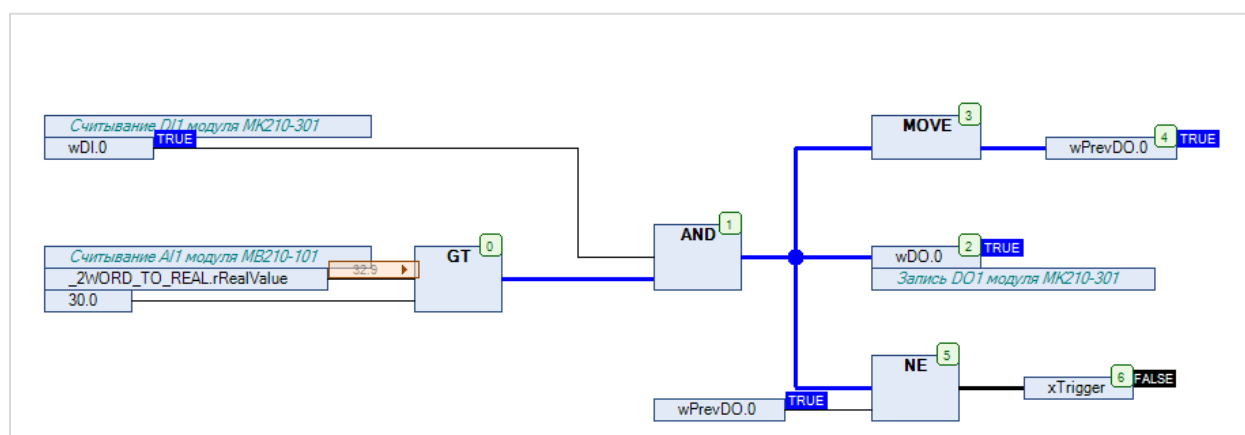 Считывание DI1 модуля МК210-301
wDI.0
TRUE
Считывание AI1 модуля МВ210-101
_2WORD_TO_REAL.rRealValue
32.9
30.0
GT
0
AND
1
MOVE
3
wPrevDO.0
4
TRUE
wDO.0
2
TRUE
Запись DO1 модуля МК210-301
NE
5
wPrevDO.0
TRUE
xTrigger
6
FALSE